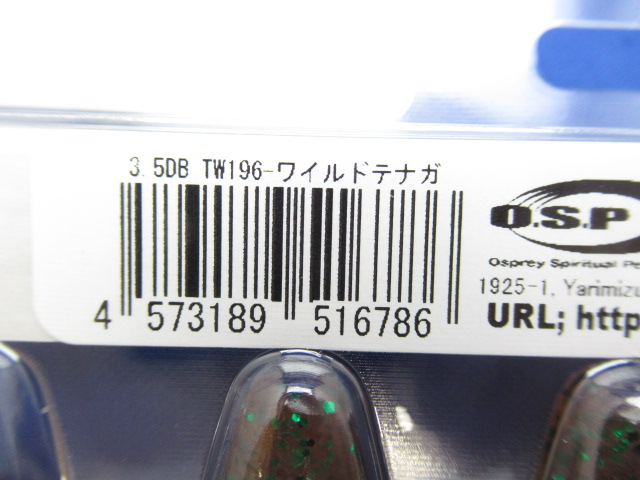 3.5DB TW196-ワイルドテナガ
4 573189 516786
O.S.P
Osprey Spiritual
1925-1, Yarimizu
URL; http